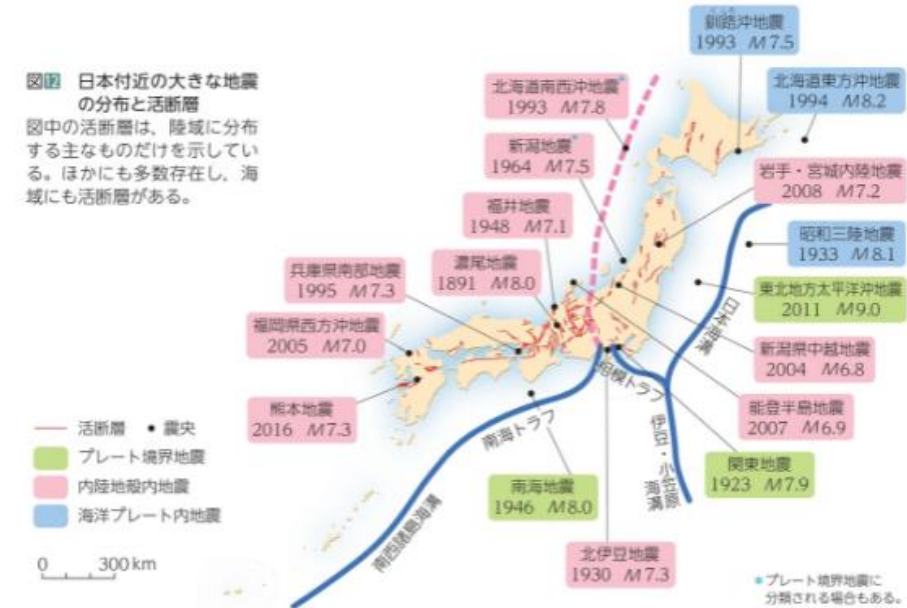 図12 日本付近の大きな地震
の分布と活断層
図中の活断層は、陸域に分布
する主なものだけを示してい
る。ほかにも多数存在し、海
域にも活断層がある。
釧路沖地震
1993 M7.5
北海道南西沖地震*
1993 M7.8
北海道東方沖地震
1994 M8.2
新潟地震*
1964 M7.5
岩手・宮城内陸地震
2008 M7.2
福井地震
1948 M7.1
昭和三陸地震
1933 M8.1
濃尾地震
1891 M8.0
兵庫県南部地震
1995 M7.3
東北地方太平洋沖地震
2011 M9.0
福岡県西方沖地震
2005 M7.0
新潟県中越地震
2004 M6.8
熊本地震
2016 M7.3
能登半島地震
2007 M6.9
関東地震
1923 M7.9
南海地震
1946 M8.0
北伊豆地震
1930 M7.3
日本海溝
相模トラフ
南海トラフ
伊豆・小笠原
海溝
南西諸島海溝
活断層 ● 震央
プレート境界地震
内陸地殻内地震
海洋プレート内地震
0 300km
*プレート境界地震に
分類される場合もある。